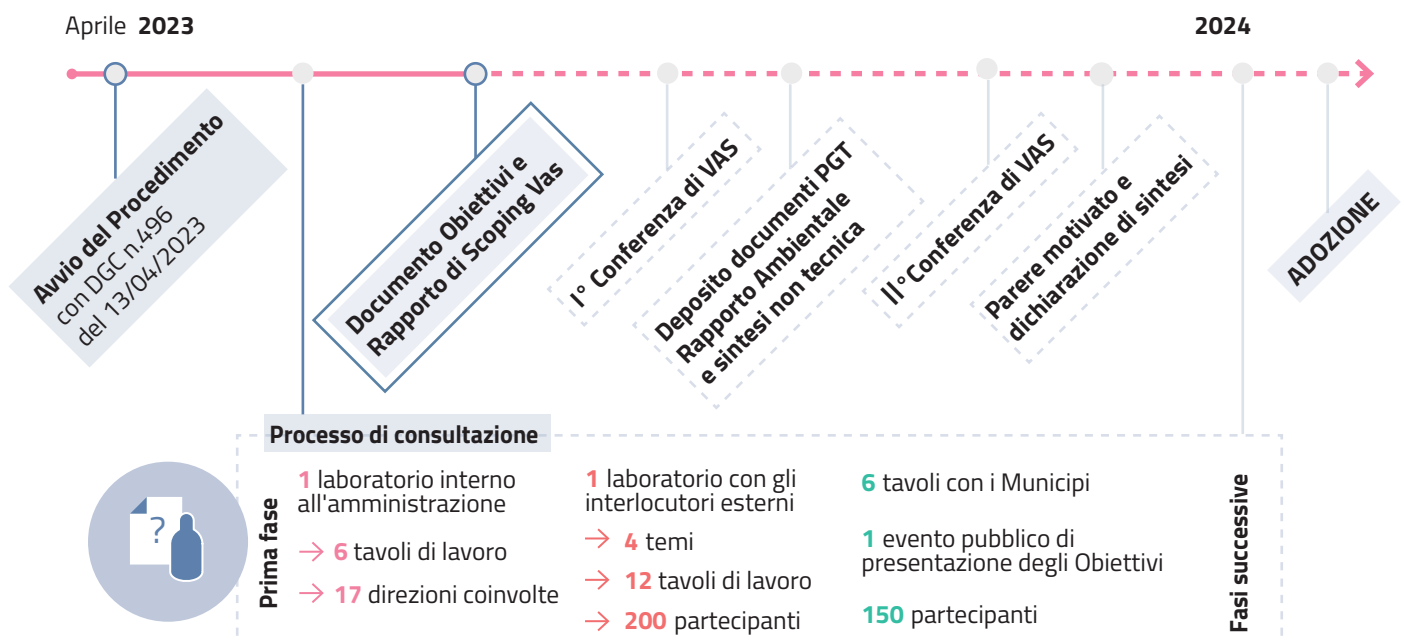 Aprile 2023
2024
Avvio del Procedimento
con DGC n.496
del 13/04/2023
Documento Obiettivi e
Rapporto di Scoping Vas
I° Conferenza di VAS
Deposito documenti PGT
Rapporto Ambientale
e sintesi non tecnica
II° Conferenza di VAS
Parere motivato e
dichiarazione di sintesi
ADOZIONE
Processo di consultazione
?
Prima fase
1 laboratorio interno
all'amministrazione
→ 6 tavoli di lavoro
→ 17 direzioni coinvolte
1 laboratorio con gli
interlocutori esterni
→ 4 temi
→ 12 tavoli di lavoro
→ 200 partecipanti
6 tavoli con i Municipi
1 evento pubblico di
presentazione degli Obiettivi
150 partecipanti
Fasi successive